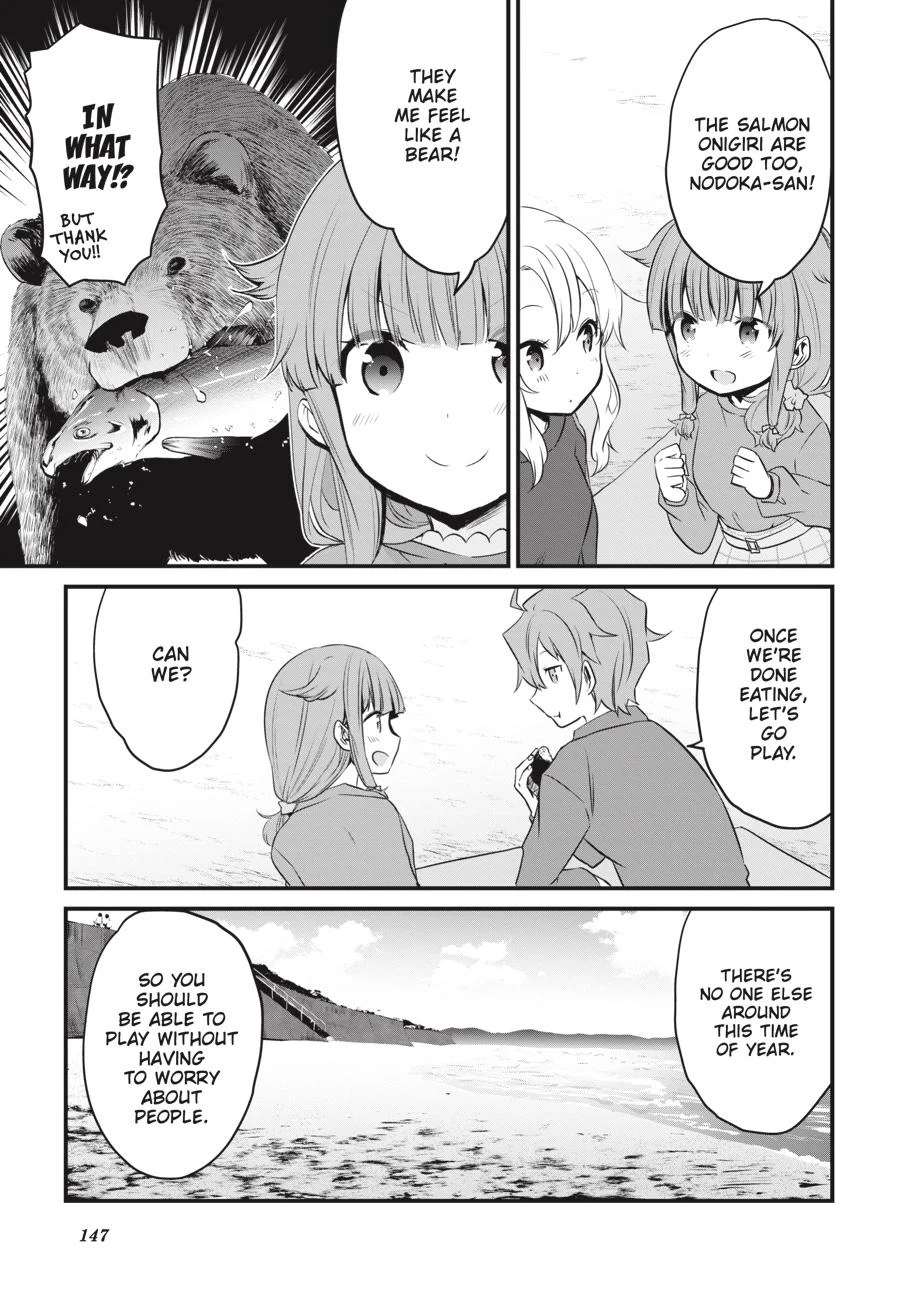 THE SALMON
ONIGIRI ARE
GOOD TOO,
NODOKA-SAN!
THEY
MAKE
ME FEEL
LIKE A
BEAR!
IN
WHAT
WAY!?
BUT
THANK
YOU!!
ONCE
WE'RE
DONE
EATING,
LET'S
GO
PLAY.
CAN
WE?
THERE'S
NO ONE ELSE
AROUND
THIS TIME
OF YEAR.
SO YOU
SHOULD
BE ABLE TO
PLAY WITHOUT
HAVING
TO WORRY
ABOUT
PEOPLE.
147